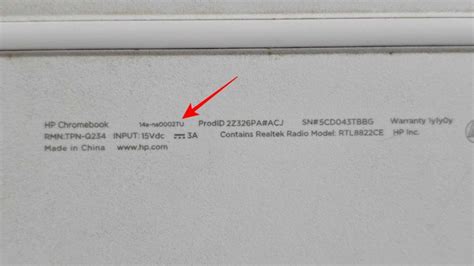 HP Chromebook 14a-na0002TU ProdID 2Z326PA#ACJ SN#5CD043TBBG Warranty 1y1y0y
RMN:TPN-Q234 INPUT: 15Vdc ⎓ 3A Contains Realtek Radio Model: RTL8822CE HP Inc.
Made in China www.hp.com